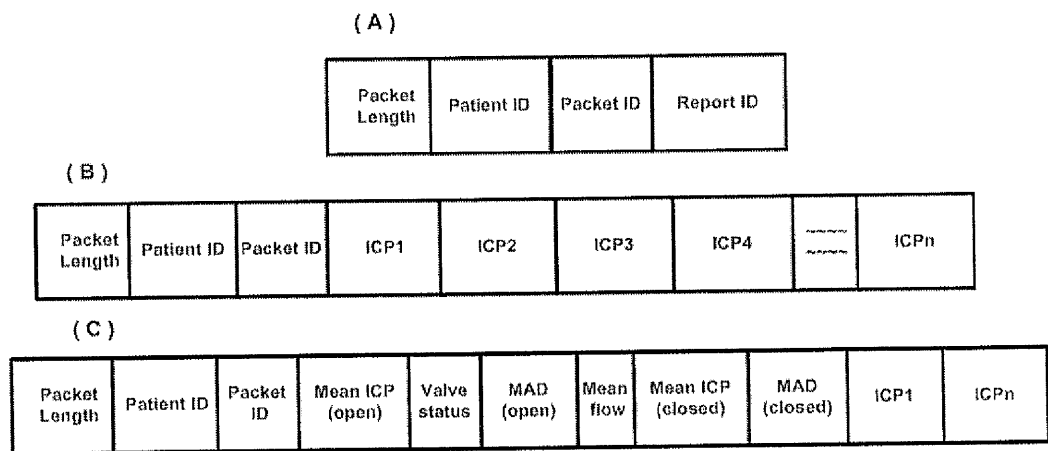 ( A )
Packet Length
Patient ID
Packet ID
Report ID
( B )
Packet Length
Patient ID
Packet ID
ICP1
ICP2
ICP3
ICP4
~~~~
~~~~
ICPn
( C )
Packet Length
Patient ID
Packet ID
Mean ICP (open)
Valve status
MAD (open)
Mean flow
Mean ICP (closed)
MAD (closed)
ICP1
ICPn